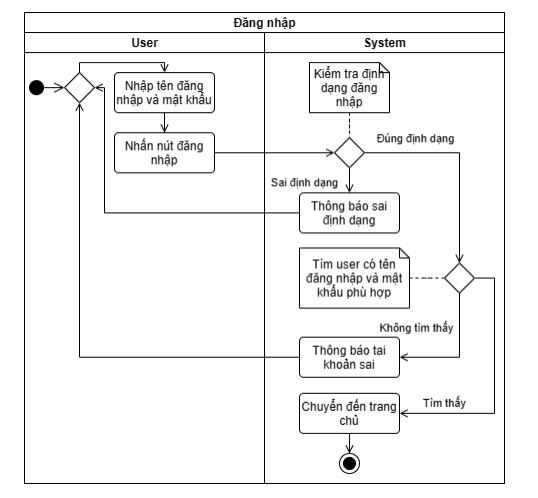 Đăng nhập
User
System
Nhập tên đăng
nhập và mật khẩu
Nhấn nút đăng
nhập
Kiểm tra định
dạng đăng
nhập
Đúng định dạng
Sai định dạng
Thông báo sai
định dạng
Tìm user có tên
đăng nhập và mật
khẩu phù hợp
Không tìm thấy
Thông báo tai
khoản sai
Chuyển đến trang
chủ
Tìm thấy